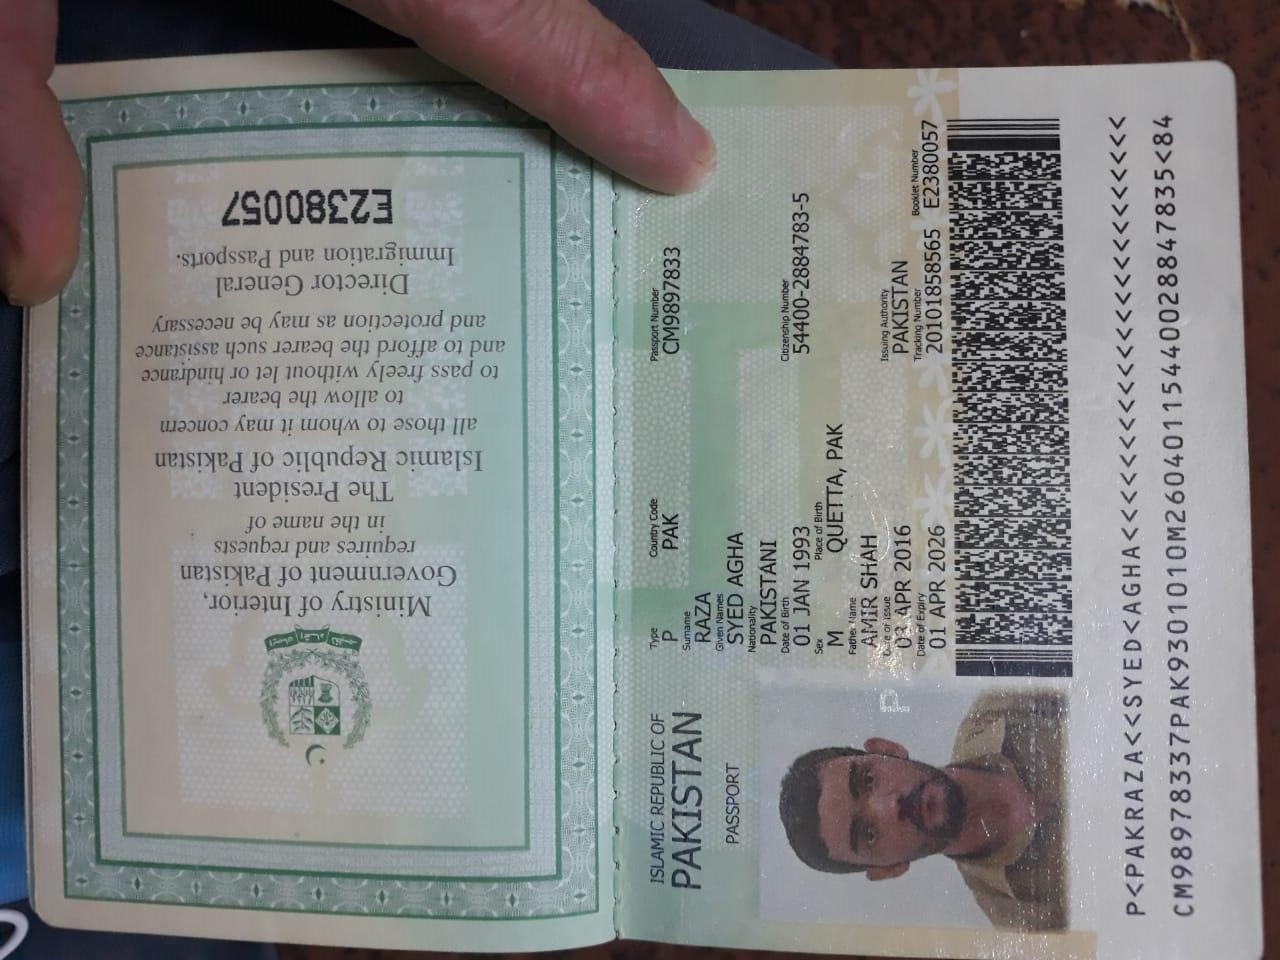 Ministry of Interior,
Government of Pakistan
requires and requests
in the name of
The President
Islamic Republic of Pakistan
all those to whom it may concern
to allow the bearer
to pass freely without let or hindrance
and to afford the bearer such assistance
and protection as may be necessary
Director General
Immigration and Passports.
E2380057
ISLAMIC REPUBLIC OF
PAKISTAN
PASSPORT
Type Country Code Passport Number
P PAK CM9897833
Surname
RAZA
Given Names
SYED AGHA
Nationality
PAKISTANI
Date of Birth Citizenship Number
01 JAN 1993 54400-2884783-5
Sex Place of Birth
M QUETTA, PAK
Father Name
AMIR SHAH
Date of Issue Issuing Authority
APR 2016 PAKISTAN
Date of Expiry Tracking Number Booklet Number
01 APR 2026 20101858565 E2380057
P<PAKRAZA<<SYED<AGHA<<<<<<<<<<<<<<<<<<<<<<<<
CM98978337PAK9301010M26040115440028847835<84